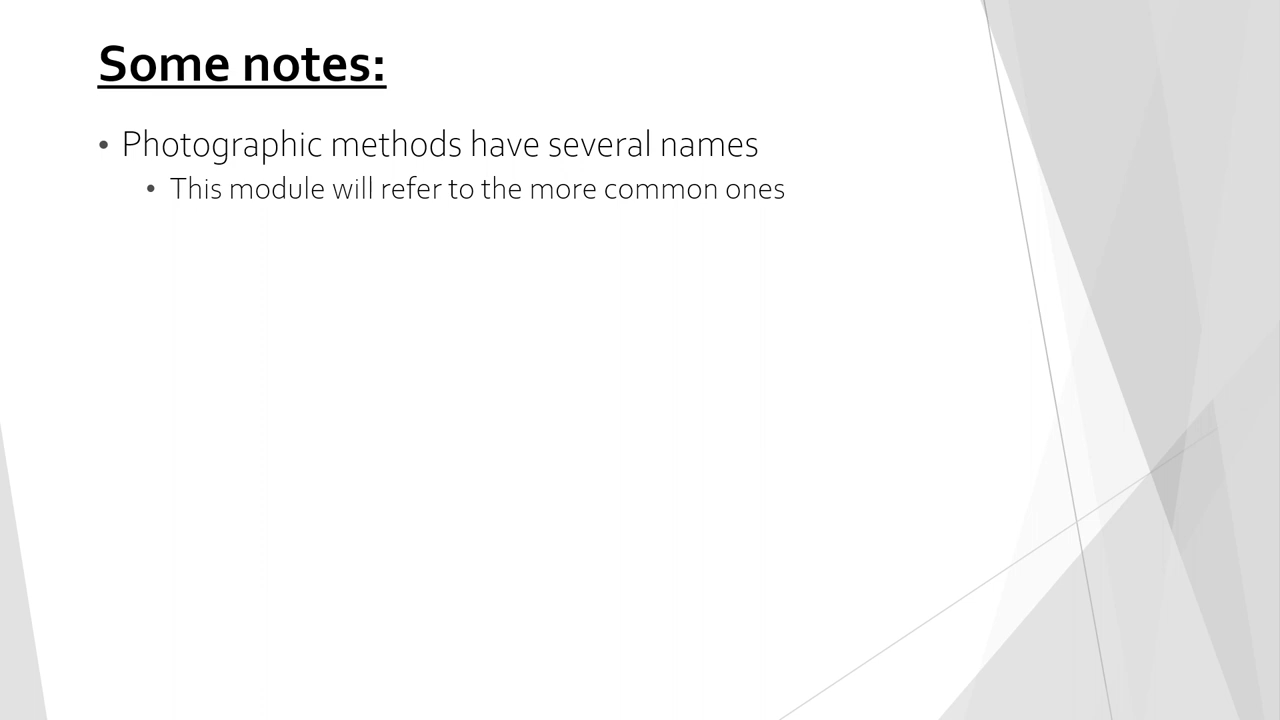 Some notes:
• Photographic methods have several names
• This module will refer to the more common ones